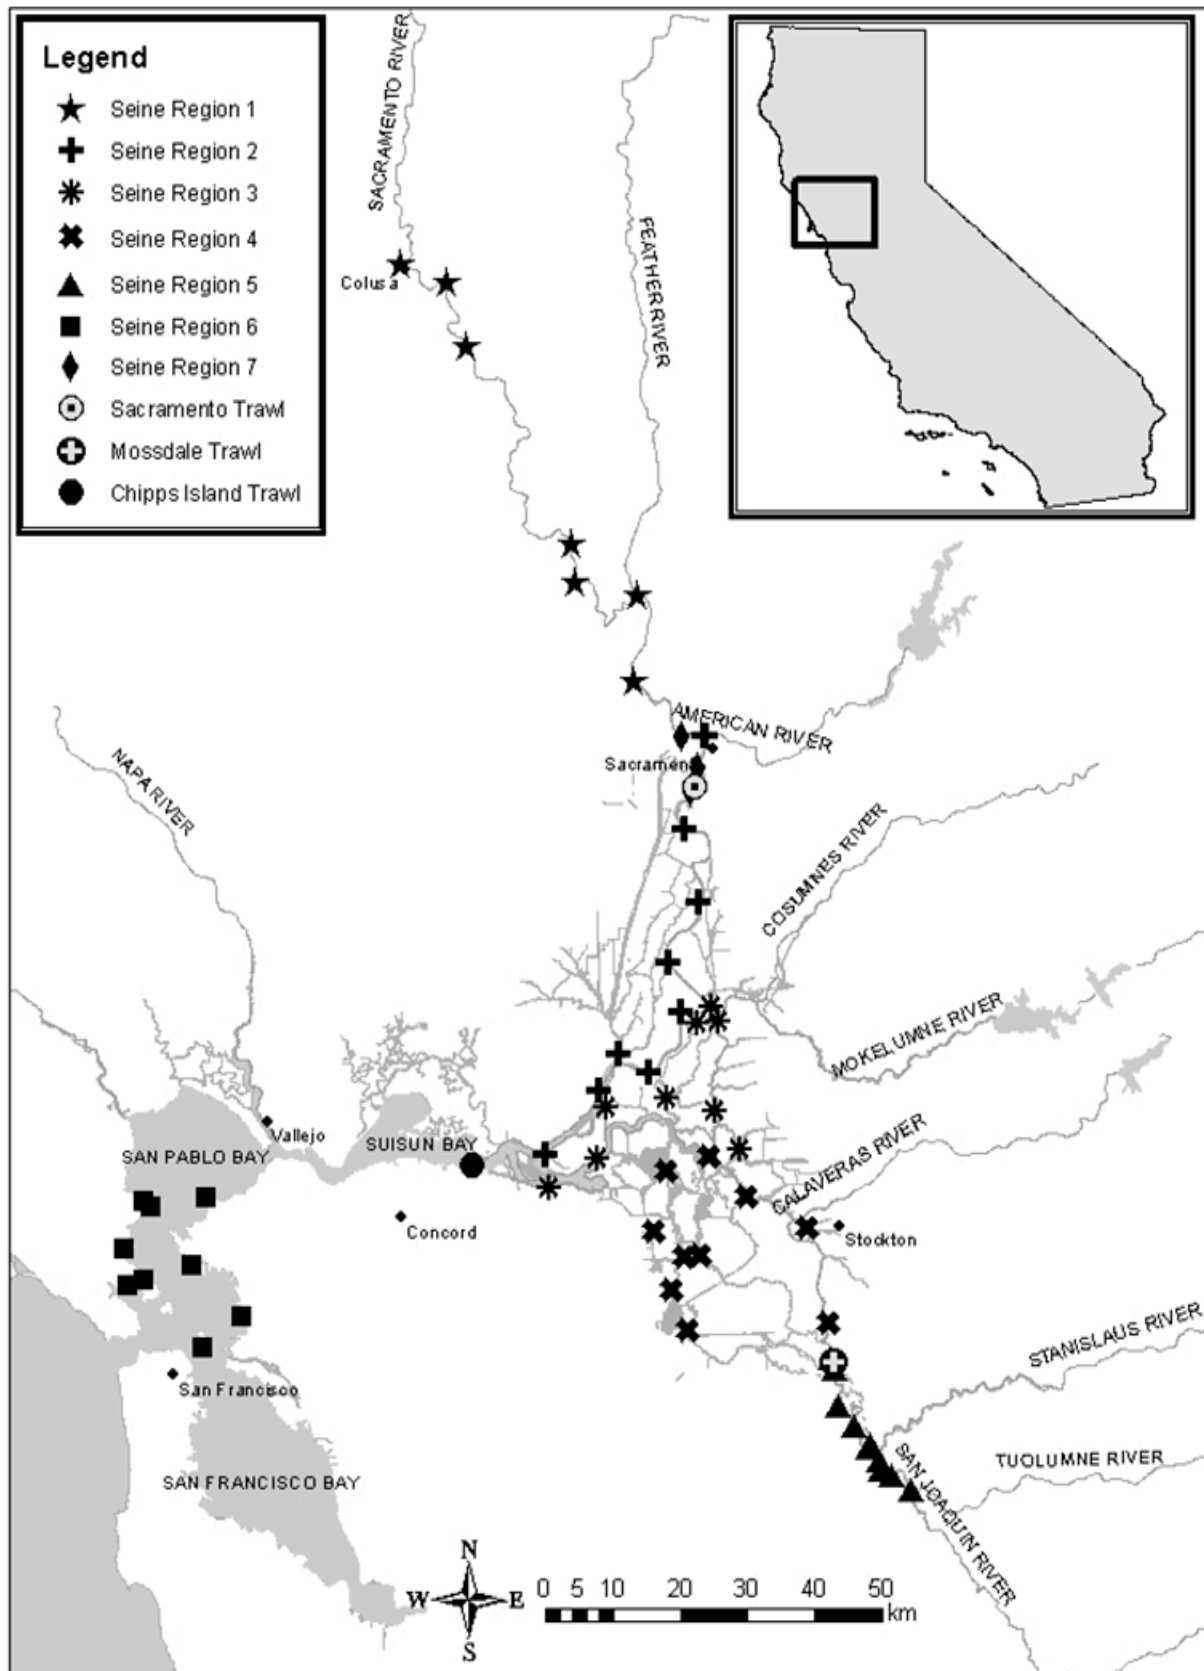 Legend
Seine Region 1
Seine Region 2
Seine Region 3
Seine Region 4
Seine Region 5
Seine Region 6
Seine Region 7
Sacramento Trawl
Mossdale Trawl
Chipps Island Trawl
SACRAMENTO RIVER
FEATHER RIVER
Colusa
AMERICAN RIVER
Sacramen
NAPA RIVER
COSUMNES RIVER
MOKELUMNE RIVER
Vallejo
SUISUN BAY
SAN PABLO BAY
CALAVERAS RIVER
Concord
Stockton
STANISLAUS RIVER
San Francisco
SAN JOAQUIN RIVER
TUOLUMNE RIVER
SAN FRANCISCO BAY
N
W E
S
0 5 10 20 30 40 50
km